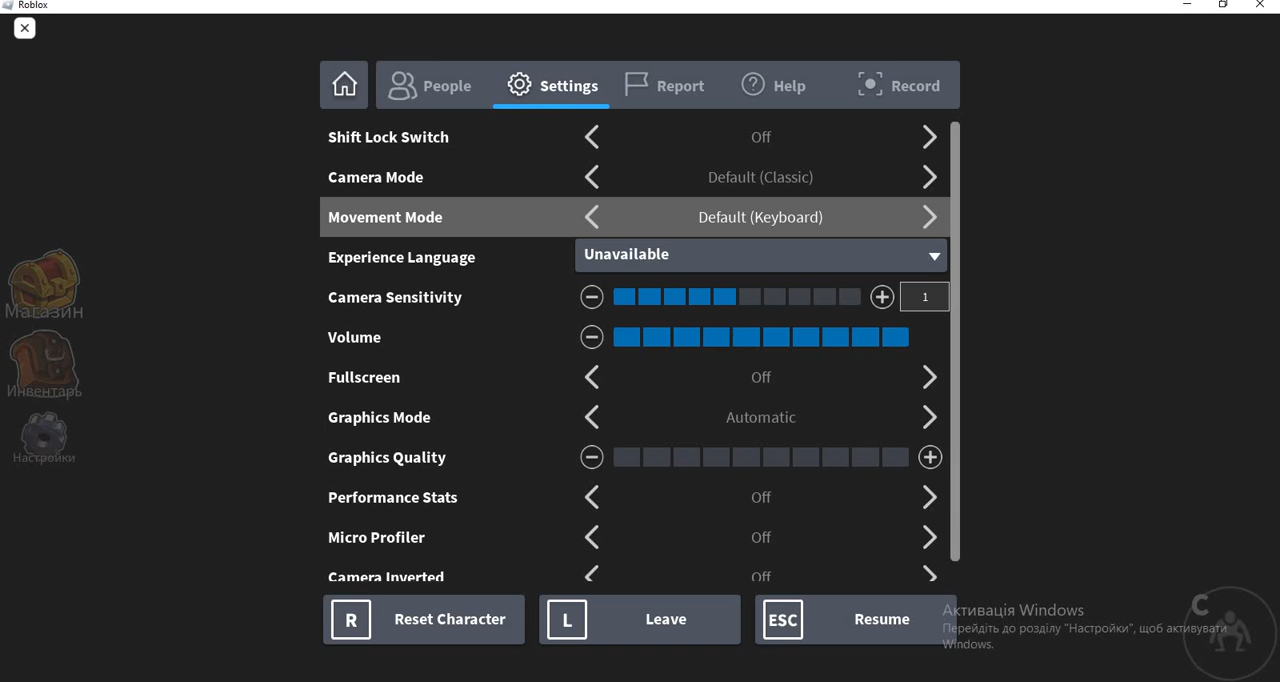 Roblox
People
Settings
Report
Help
Record
Shift Lock Switch
Off
Camera Mode
Default (Classic)
Movement Mode
Default (Keyboard)
Experience Language
Unavailable
Camera Sensitivity
1
Volume
Fullscreen
Off
Graphics Mode
Automatic
Graphics Quality
Performance Stats
Off
Micro Profiler
Off
Camera Inverted
Off
Магазин
Инвентарь
Настройки
R
Reset Character
L
Leave
ESC
Resume
C
Активація Windows
Перейдіть до розділу "Настройки", щоб активувати
Windows.